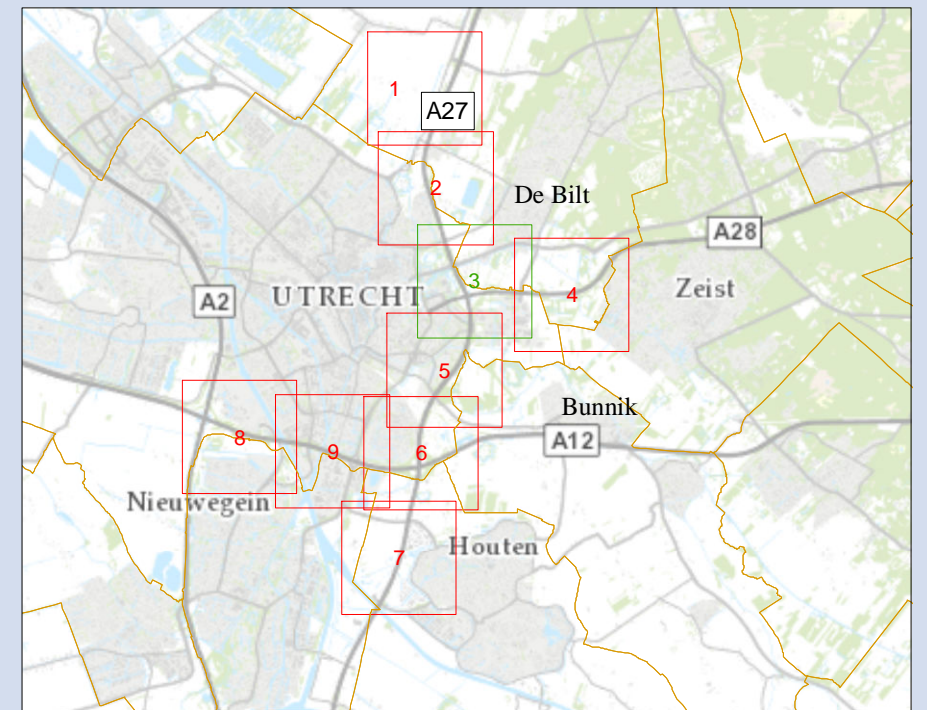 1
A27
2
De Bilt
A28
3
4
Zeist
A2
UTRECHT
5
Bunnik
8
9
6
A12
Nieuwegein
7
Houten